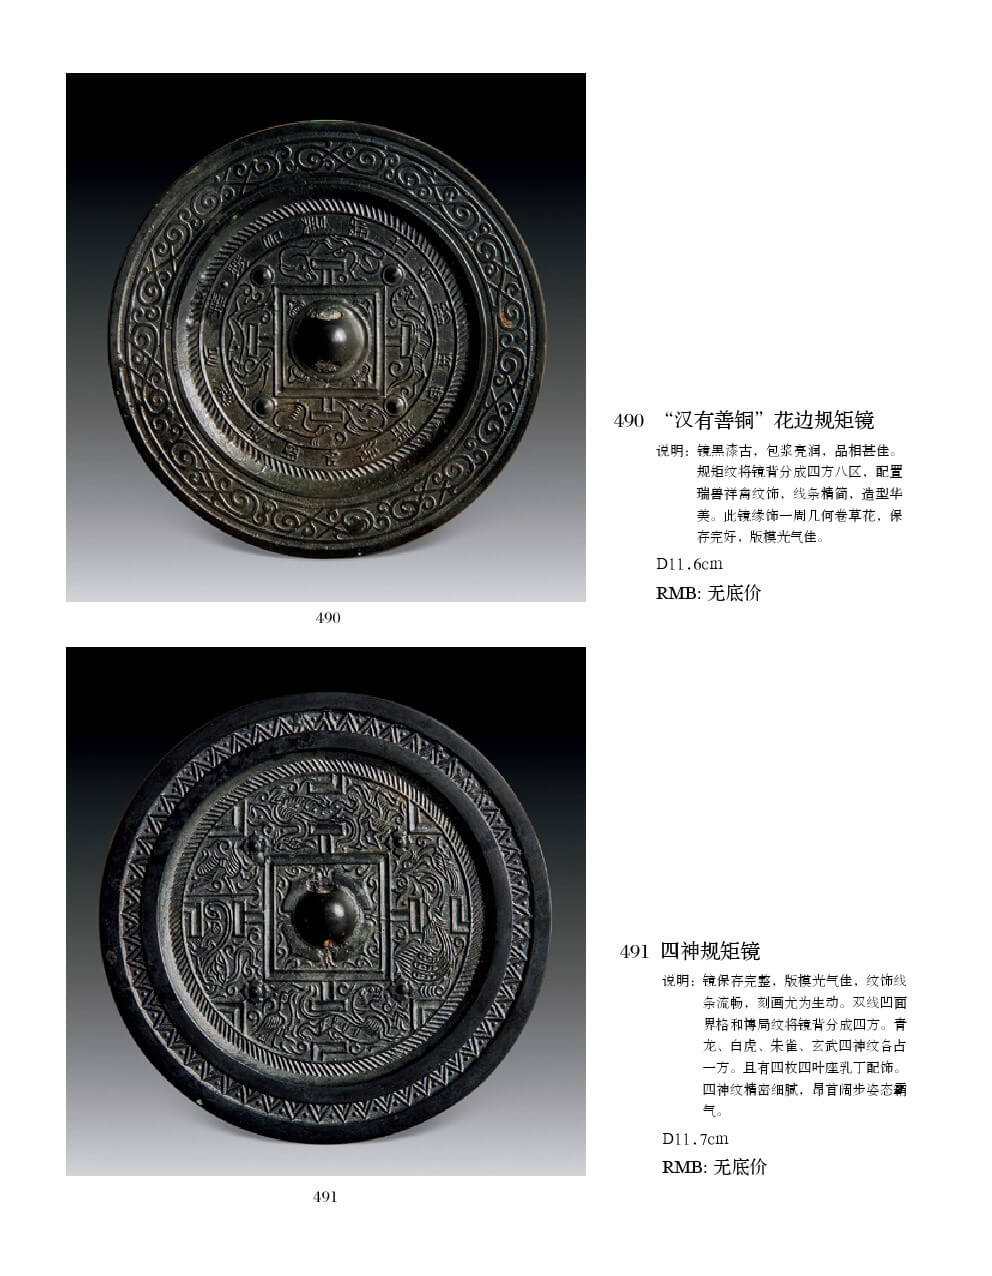 490
490 “汉有善铜”花边规矩镜
说明：镜黑漆古，包浆亮润，品相甚佳。
规矩纹将镜背分成四方八区，配置
瑞兽祥禽纹饰，线条精简，造型华
美。此镜缘饰一周几何卷草花，保
存完好，版模光气佳。
D11.6cm
RMB: 无底价
491
491 四神规矩镜
说明：镜保存完整，版模光气佳，纹饰线
条流畅，刻画尤为生动。双线凹面
界格和博局纹将镜背分成四方。青
龙、白虎、朱雀、玄武四神纹各占
一方。且有四枚四叶座乳丁配饰。
四神纹精密细腻，昂首阔步姿态霸
气。
D11.7cm
RMB: 无底价